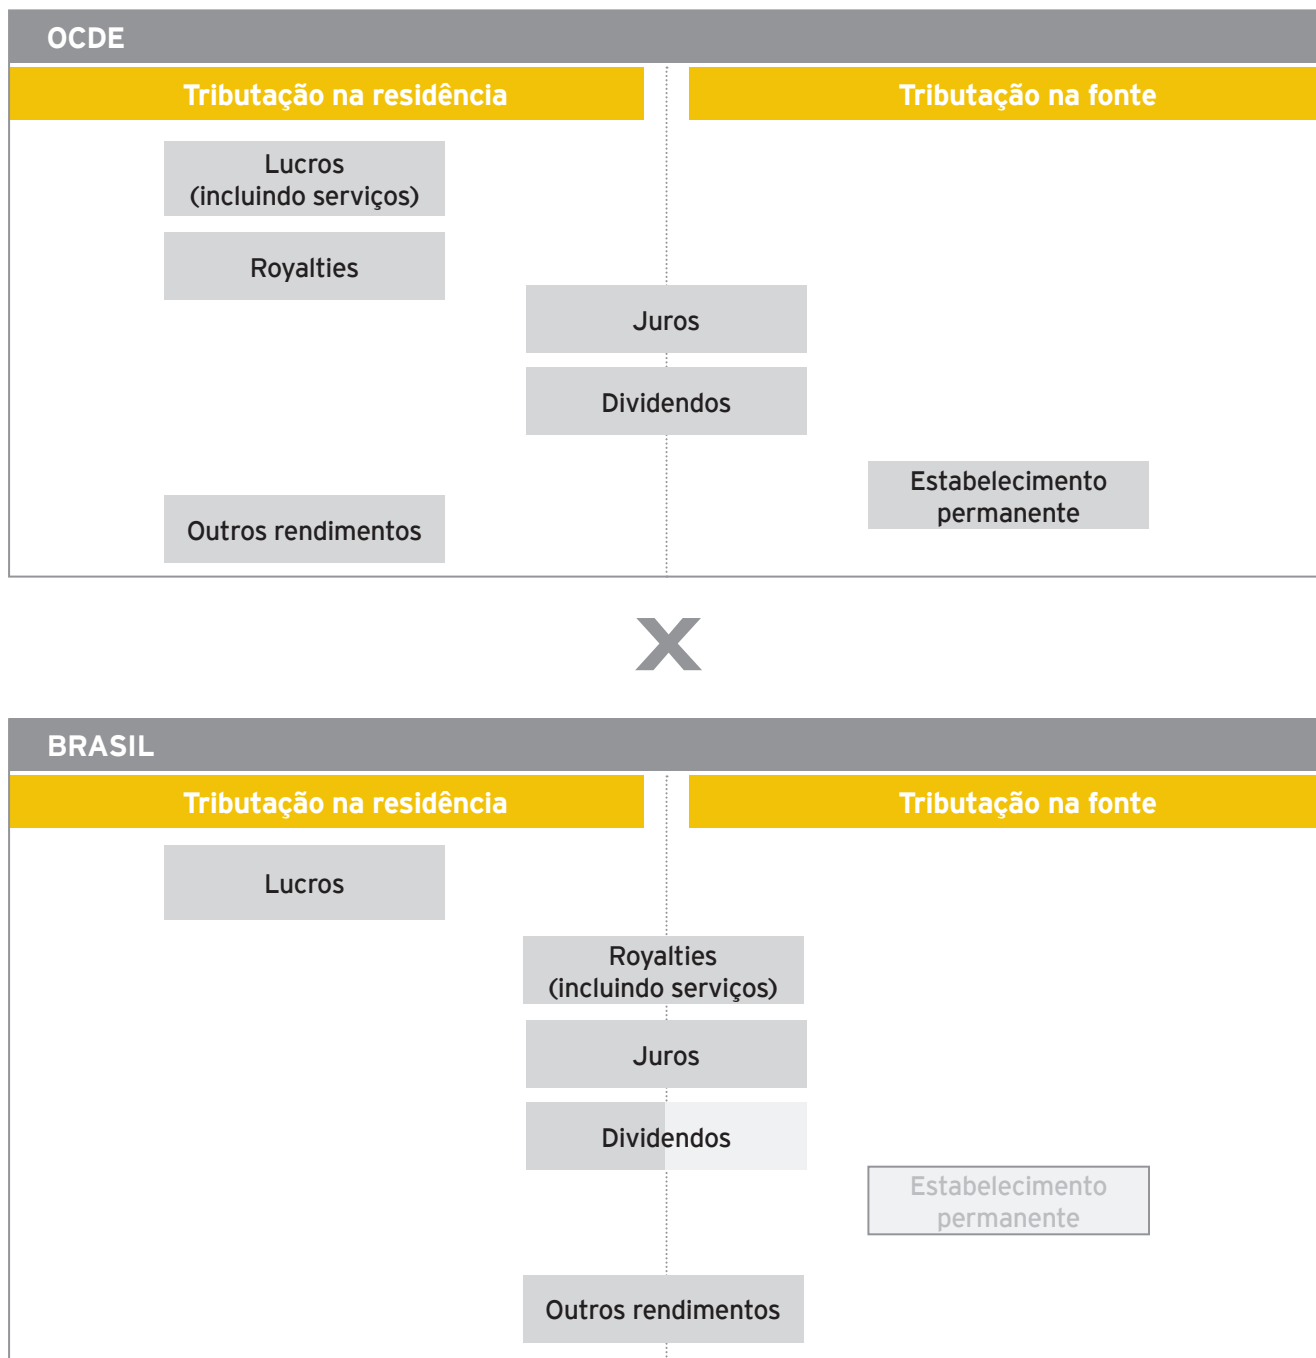 OCDE
Tributação na residência
Tributação na fonte
Lucros
(incluindo serviços)
Royalties
Juros
Dividendos
Estabelecimento
permanente
Outros rendimentos
X
BRASIL
Tributação na residência
Tributação na fonte
Lucros
Royalties
(incluindo serviços)
Juros
Dividendos
Estabelecimento
permanente
Outros rendimentos